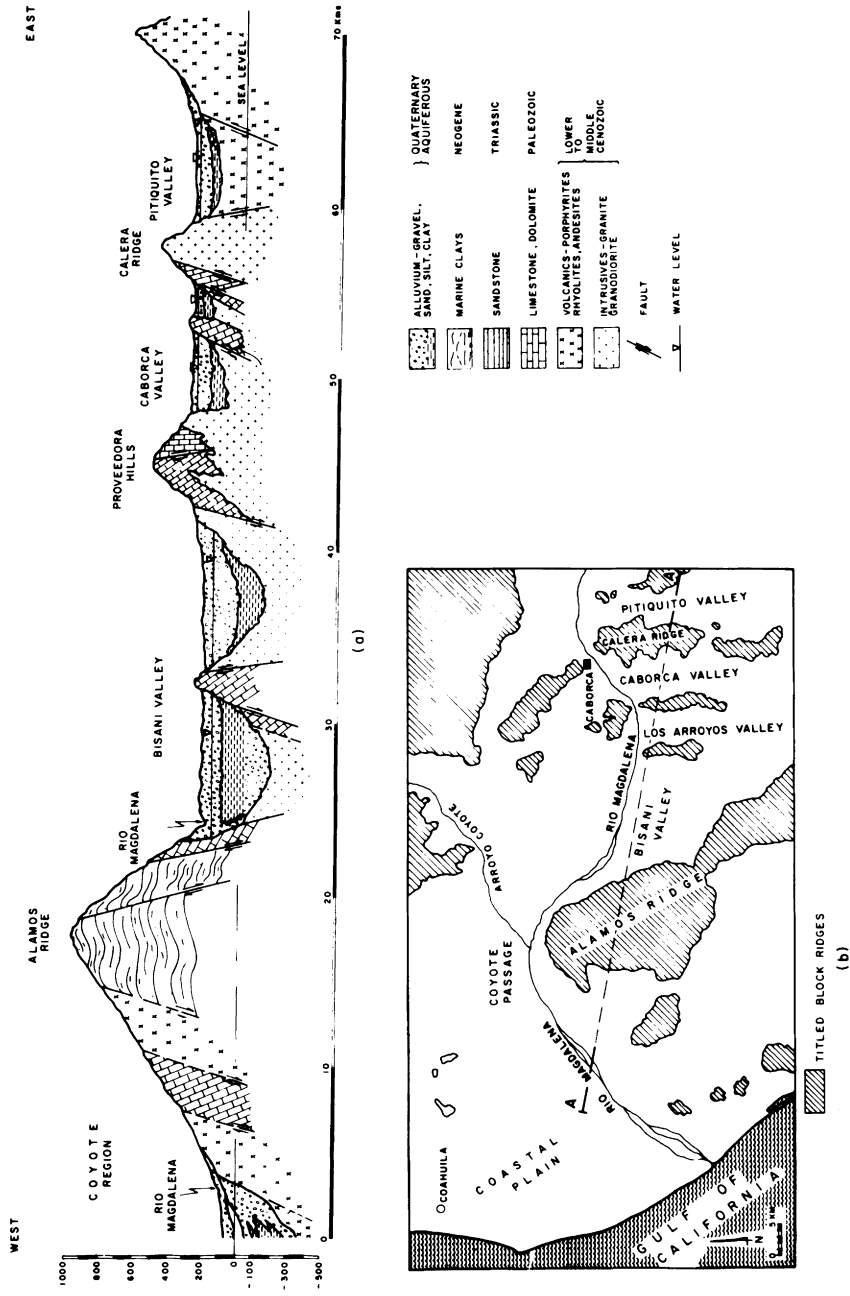 WEST
EAST
COYOTE
REGION
RIO
MAGDALENA
ALAMOS
RIDGE
RIO
MAGDALENA
BISANI VALLEY
PROVEEDORA
HILLS
CABORCA
VALLEY
CALERA
RIDGE
PITIQUITO
VALLEY
SEA LEVEL
1000
800
600
400
200
0
-100
-300
-500
0
10
20
30
40
50
60
70 Kms
(a)
ALLUVIUM-GRAVEL, SAND, SILT, CLAY } QUATERNARY AQUIFEROUS
MARINE CLAYS NEOGENE
SANDSTONE TRIASSIC
LIMESTONE, DOLOMITE PALEOZOIC
VOLCANICS-PORPHYRITES
RHYOLITES, ANDESITES
INTRUSIVES-GRANITE
GRANODIORITE
LOWER
TO
MIDDLE
CENOZOIC
FAULT
WATER LEVEL
COAHUILA
COASTAL
PLAIN
GULF OF
CALIFORNIA
N
0 5 KM
A
RIO
MAGDALENA
COYOTE
PASSAGE
ARROYO COYOTE
ALAMOS RIDGE
RIO MAGDALENA
BISANI
VALLEY
CABORCA
LOS ARROYOS VALLEY
CABORCA VALLEY
CALERA RIDGE
PITIQUITO VALLEY
A'
TITLED BLOCK RIDGES
(b)